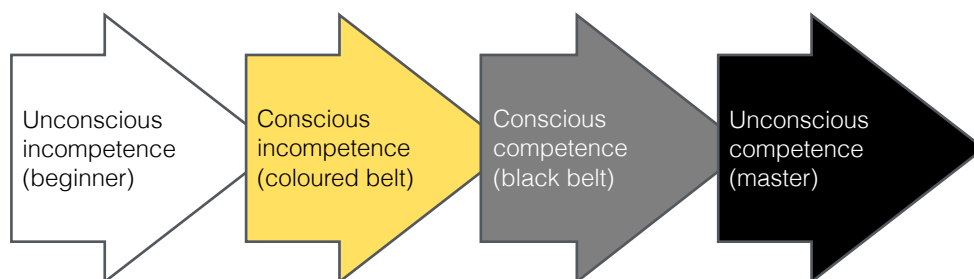 Unconscious
incompetence
(beginner)
Conscious
incompetence
(coloured belt)
Conscious
competence
(black belt)
Unconscious
competence
(master)